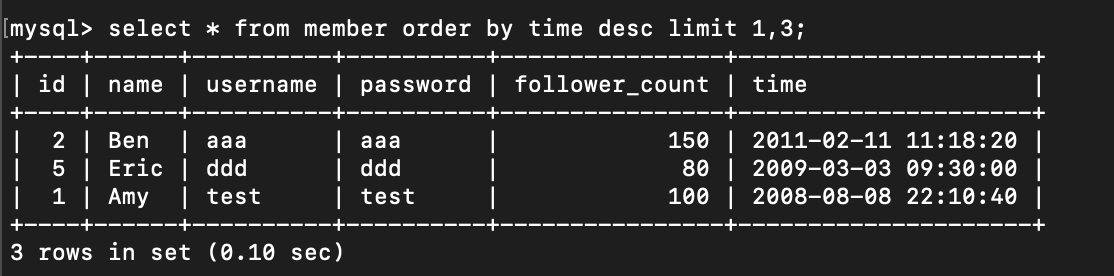 [mysql> select * from member order by time desc limit 1,3;
+----+------+----------+----------+----------------+---------------------+
| id | name | username | password | follower_count | time                |
+----+------+----------+----------+----------------+---------------------+
|  2 | Ben  | aaa      | aaa      |            150 | 2011-02-11 11:18:20 |
|  5 | Eric | ddd      | ddd      |             80 | 2009-03-03 09:30:00 |
|  1 | Amy  | test     | test     |            100 | 2008-08-08 22:10:40 |
+----+------+----------+----------+----------------+---------------------+
3 rows in set (0.10 sec)